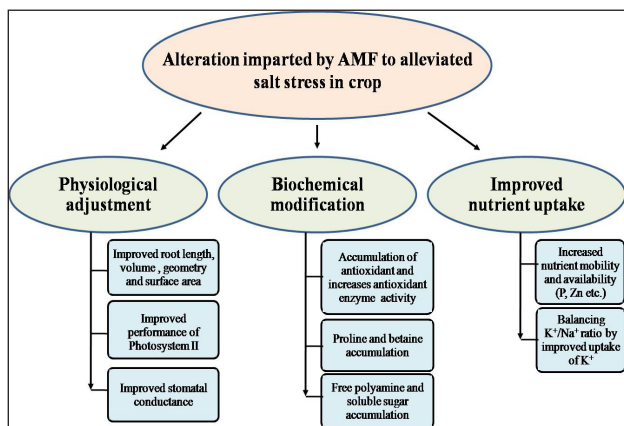 Alteration imparted by AMF to alleviated
salt stress in crop
Physiological
adjustment
Biochemical
modification
Improved
nutrient uptake
Improved root length,
volume , geometry
and surface area
Improved
performance of
Photosystem II
Improved stomatal
conductance
Accumulation of
antioxidant and
increases antioxidant
enzyme activity
Proline and betaine
accumulation
Free polyamine and
soluble sugar
accumulation
Increased
nutrient mobility
and availability
(P, Zn etc.)
Balancing
K⁺/Na⁺ ratio by
improved uptake
of K⁺